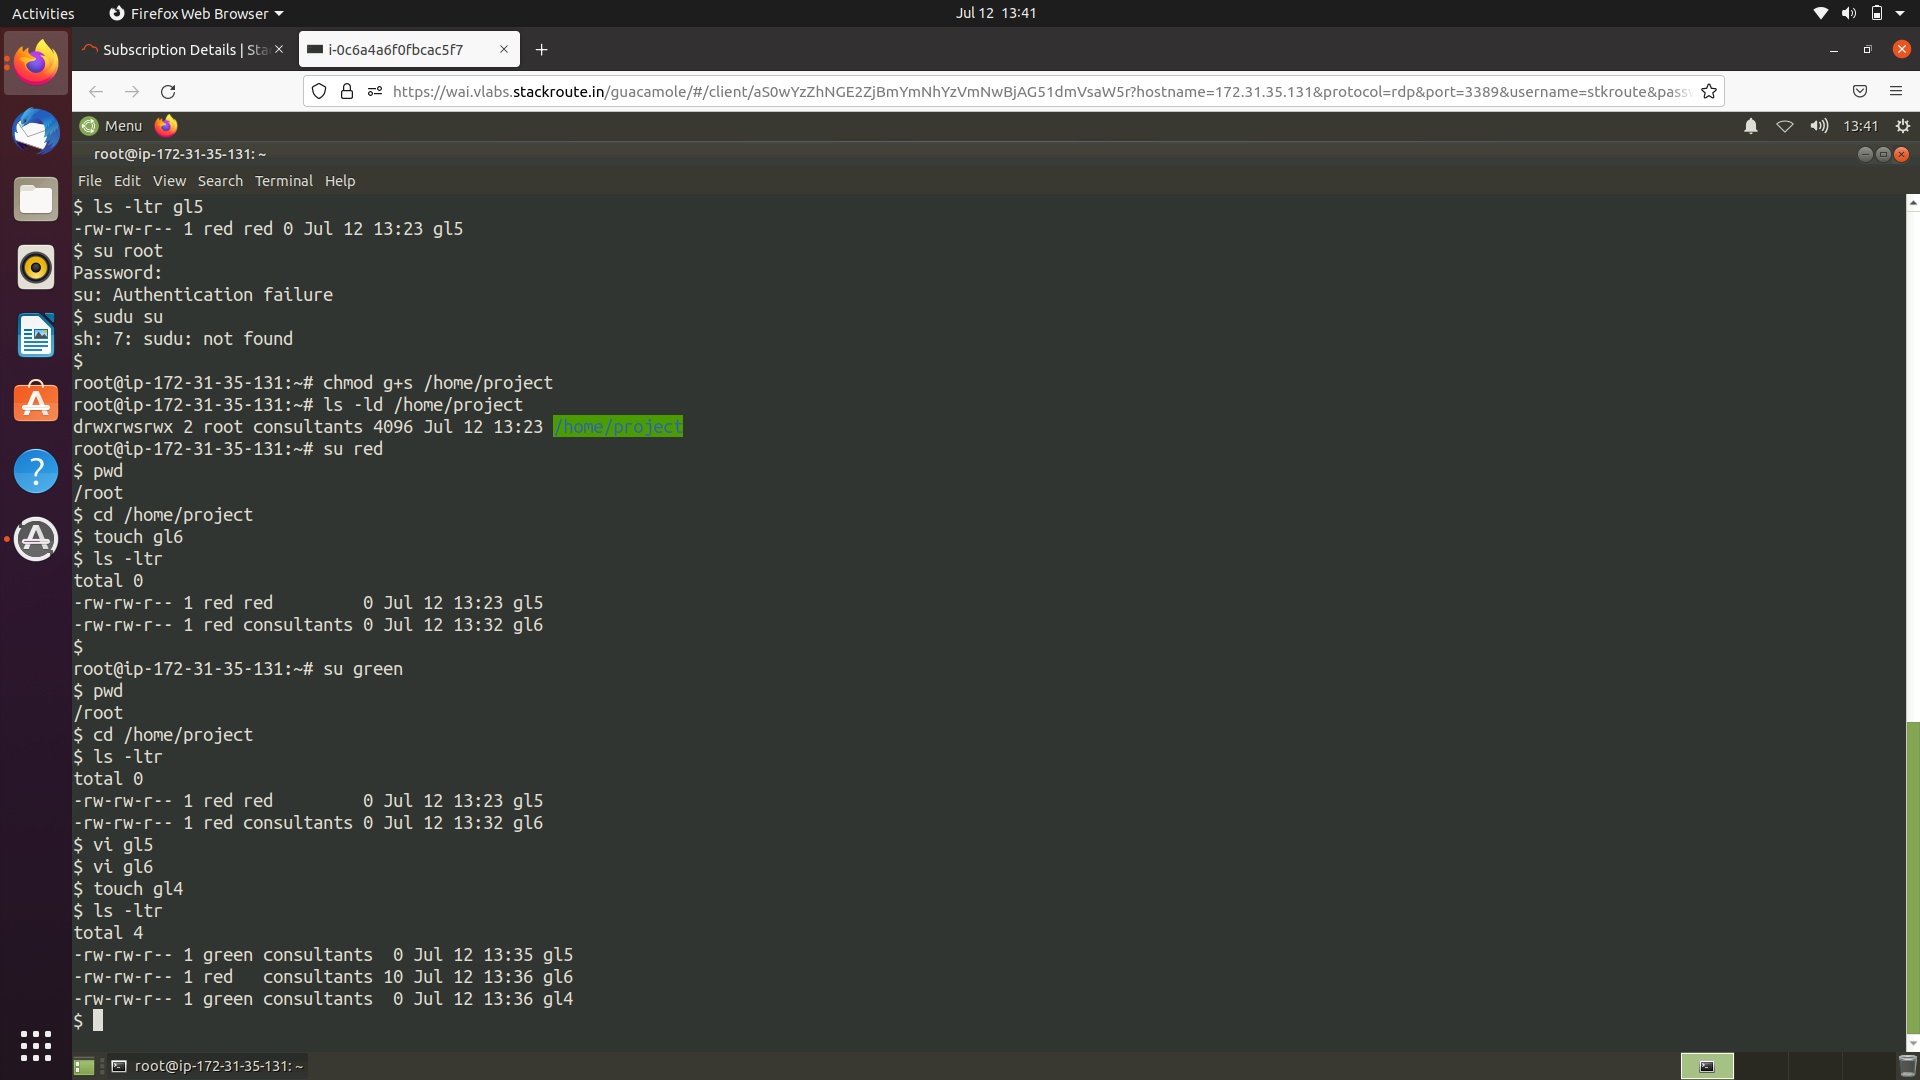 Activities
Firefox Web Browser
Jul 12 13:41
Subscription Details | Sta
i-0c6a4a6f0fbcac5f7
https://wai.vlabs.stackroute.in/guacamole/#/client/aS0wYzZhNGE2ZjBmYmNhYzVmNwBjAG51dmVsaW5r?hostname=172.31.35.131&protocol=rdp&port=3389&username=stkroute&passw
Menu
13:41
root@ip-172-31-35-131: ~
File Edit View Search Terminal Help
$ ls -ltr gl5
-rw-rw-r-- 1 red red 0 Jul 12 13:23 gl5
$ su root
Password:
su: Authentication failure
$ sudu su
sh: 7: sudu: not found
$
root@ip-172-31-35-131:~# chmod g+s /home/project
root@ip-172-31-35-131:~# ls -ld /home/project
drwxrwsrwx 2 root consultants 4096 Jul 12 13:23 /home/project
root@ip-172-31-35-131:~# su red
$ pwd
/root
$ cd /home/project
$ touch gl6
$ ls -ltr
total 0
-rw-rw-r-- 1 red red         0 Jul 12 13:23 gl5
-rw-rw-r-- 1 red consultants 0 Jul 12 13:32 gl6
$
root@ip-172-31-35-131:~# su green
$ pwd
/root
$ cd /home/project
$ ls -ltr
total 0
-rw-rw-r-- 1 red red         0 Jul 12 13:23 gl5
-rw-rw-r-- 1 red consultants 0 Jul 12 13:32 gl6
$ vi gl5
$ vi gl6
$ touch gl4
$ ls -ltr
total 4
-rw-rw-r-- 1 green consultants  0 Jul 12 13:35 gl5
-rw-rw-r-- 1 red   consultants 10 Jul 12 13:36 gl6
-rw-rw-r-- 1 green consultants  0 Jul 12 13:36 gl4
$
root@ip-172-31-35-131: ~